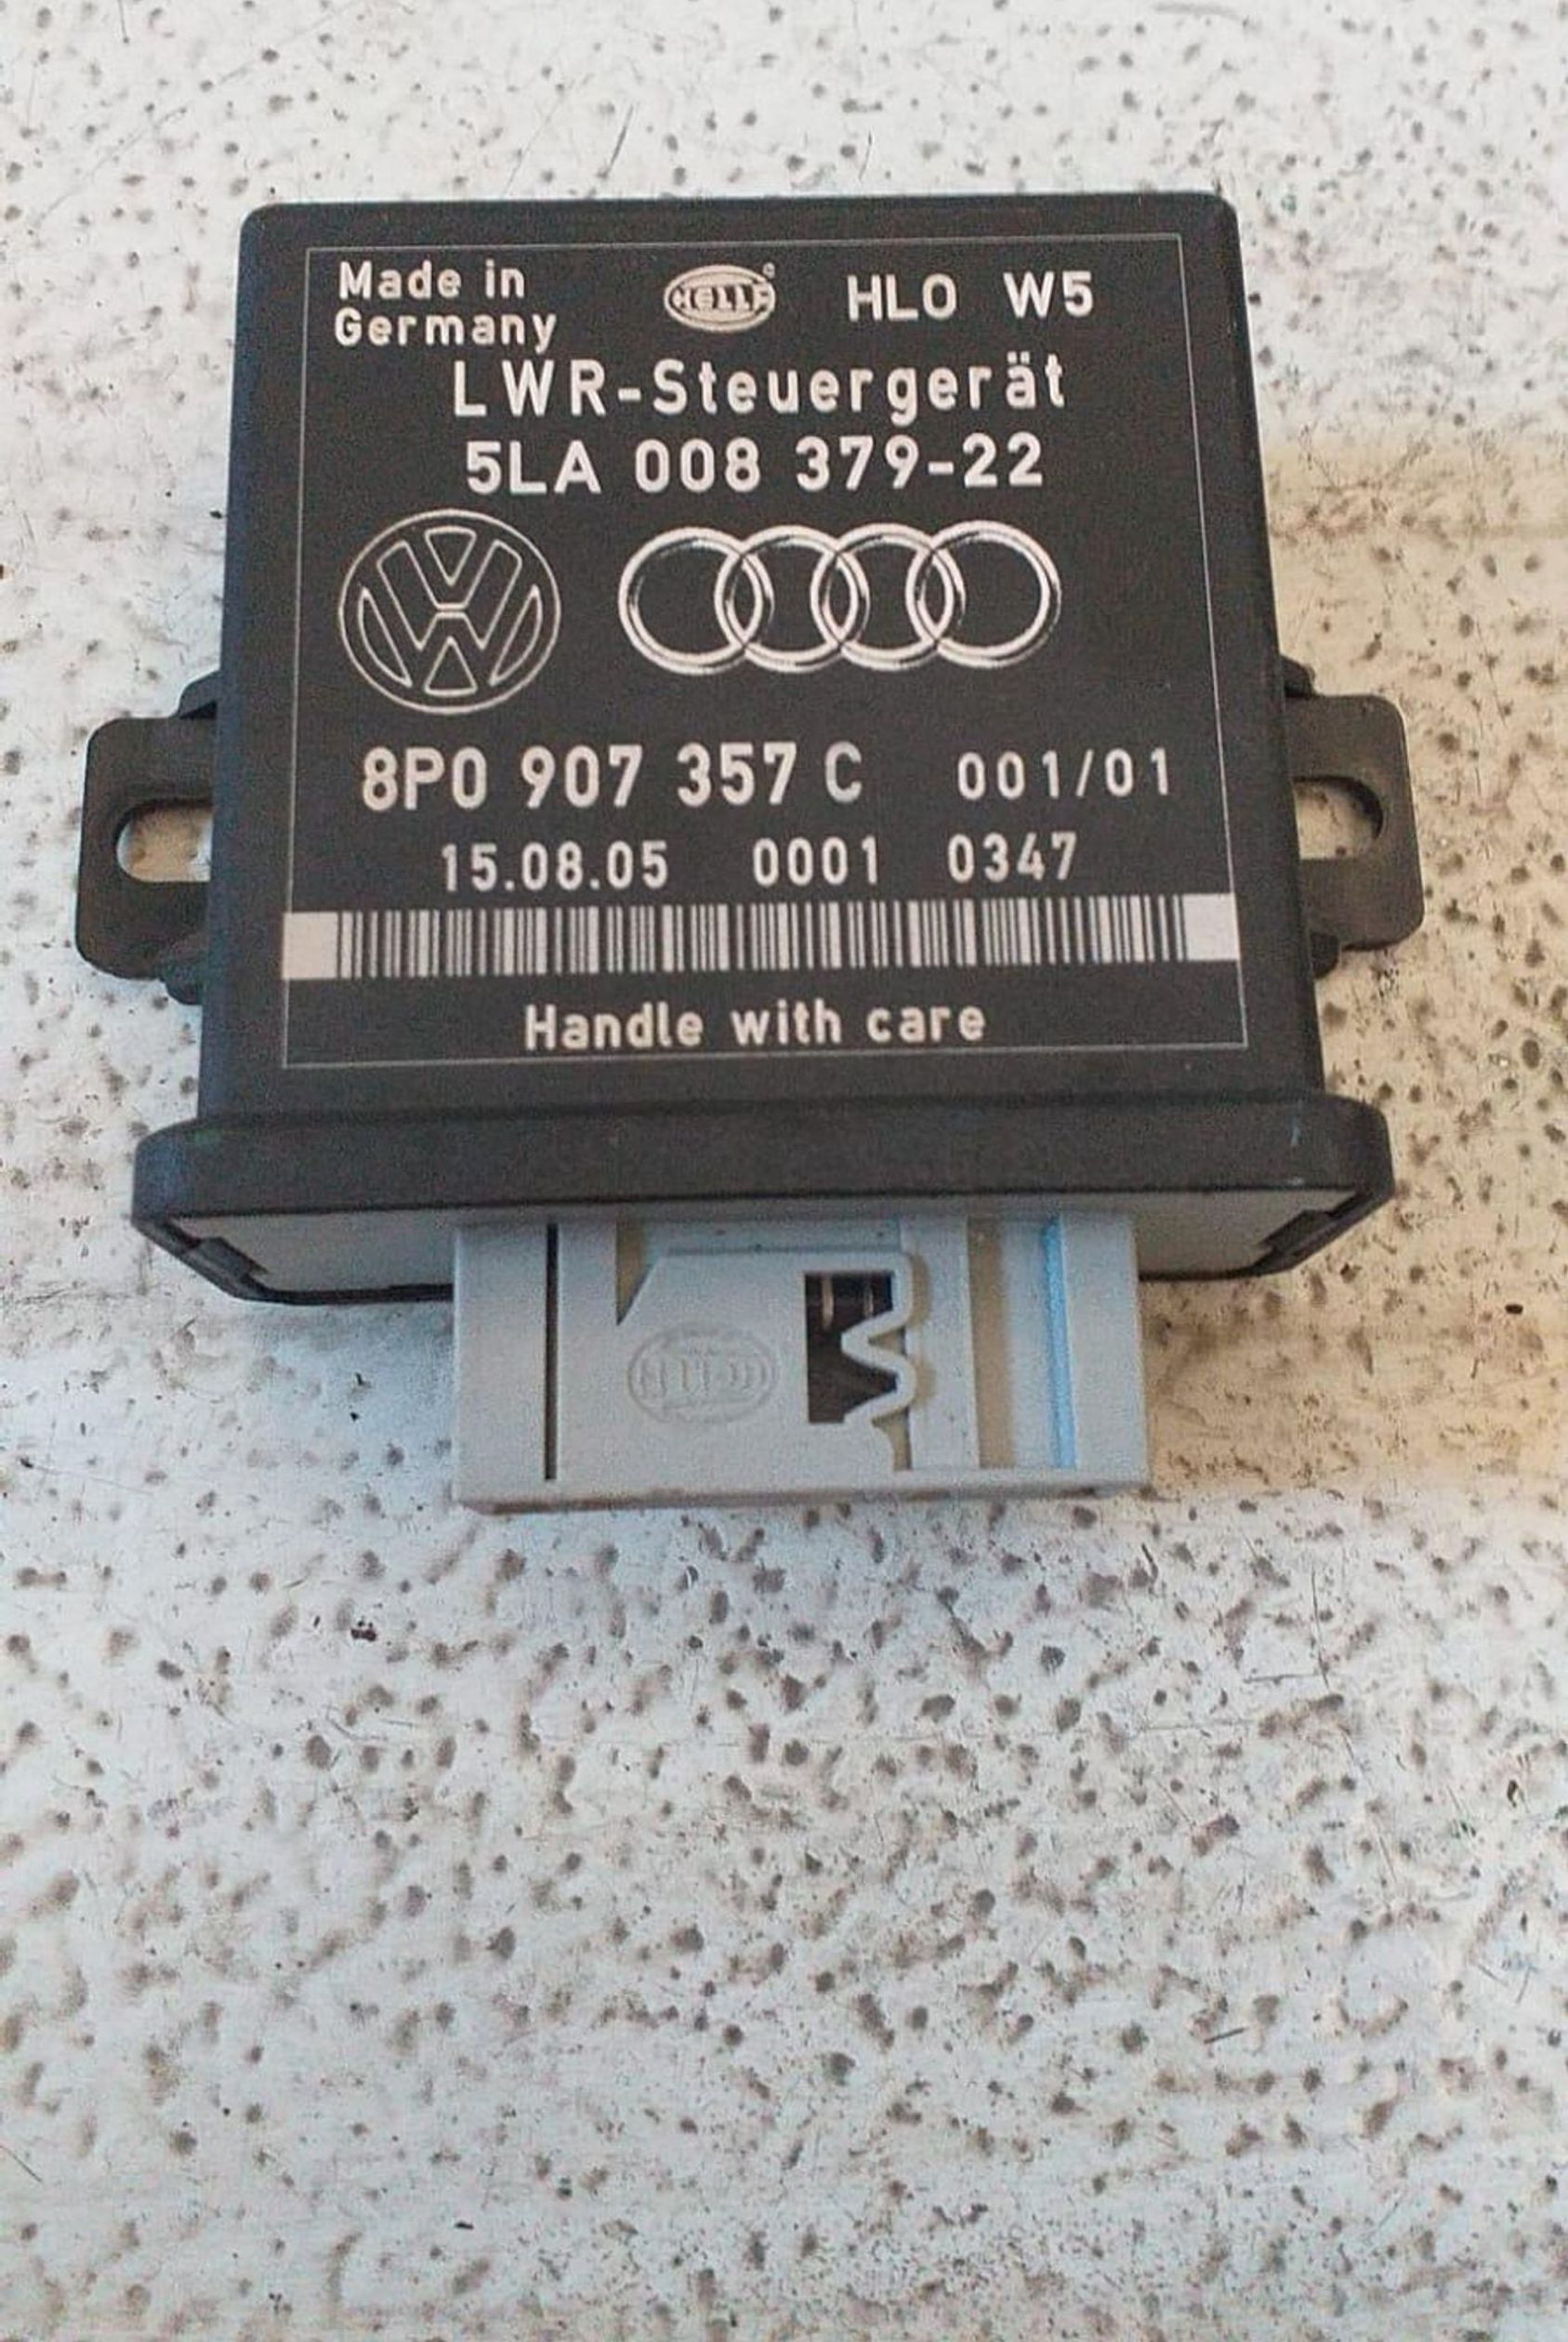 Made in
Germany
HELLA HLO W5
LWR-Steuergerät
5LA 008 379-22
8P0 907 357 C 001/01
15.08.05 0001 0347
Handle with care
HELLA